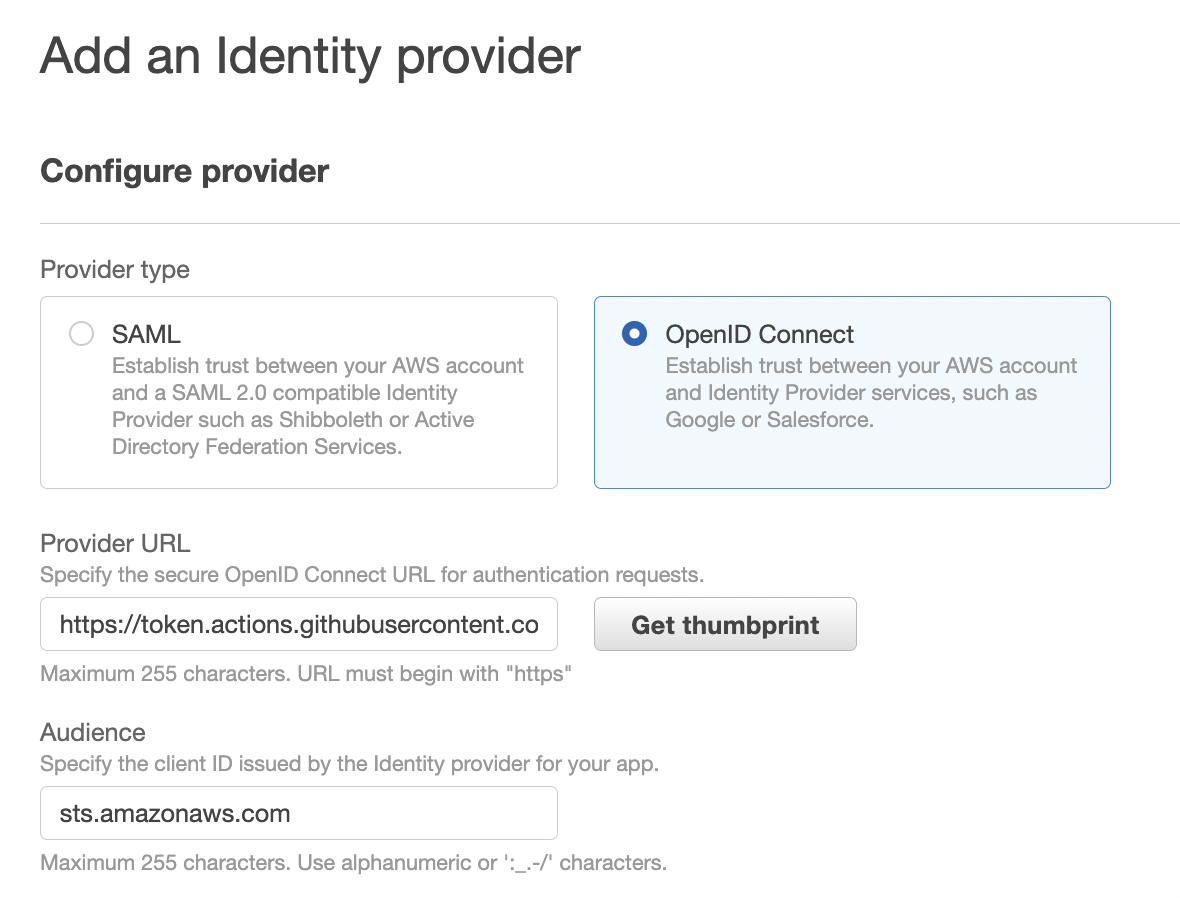 Add an Identity provider
Configure provider
Provider type
SAML
Establish trust between your AWS account
and a SAML 2.0 compatible Identity
Provider such as Shibboleth or Active
Directory Federation Services.
OpenID Connect
Establish trust between your AWS account
and Identity Provider services, such as
Google or Salesforce.
Provider URL
Specify the secure OpenID Connect URL for authentication requests.
https://token.actions.githubusercontent.co
Get thumbprint
Maximum 255 characters. URL must begin with "https"
Audience
Specify the client ID issued by the Identity provider for your app.
sts.amazonaws.com
Maximum 255 characters. Use alphanumeric or ':_.-/' characters.